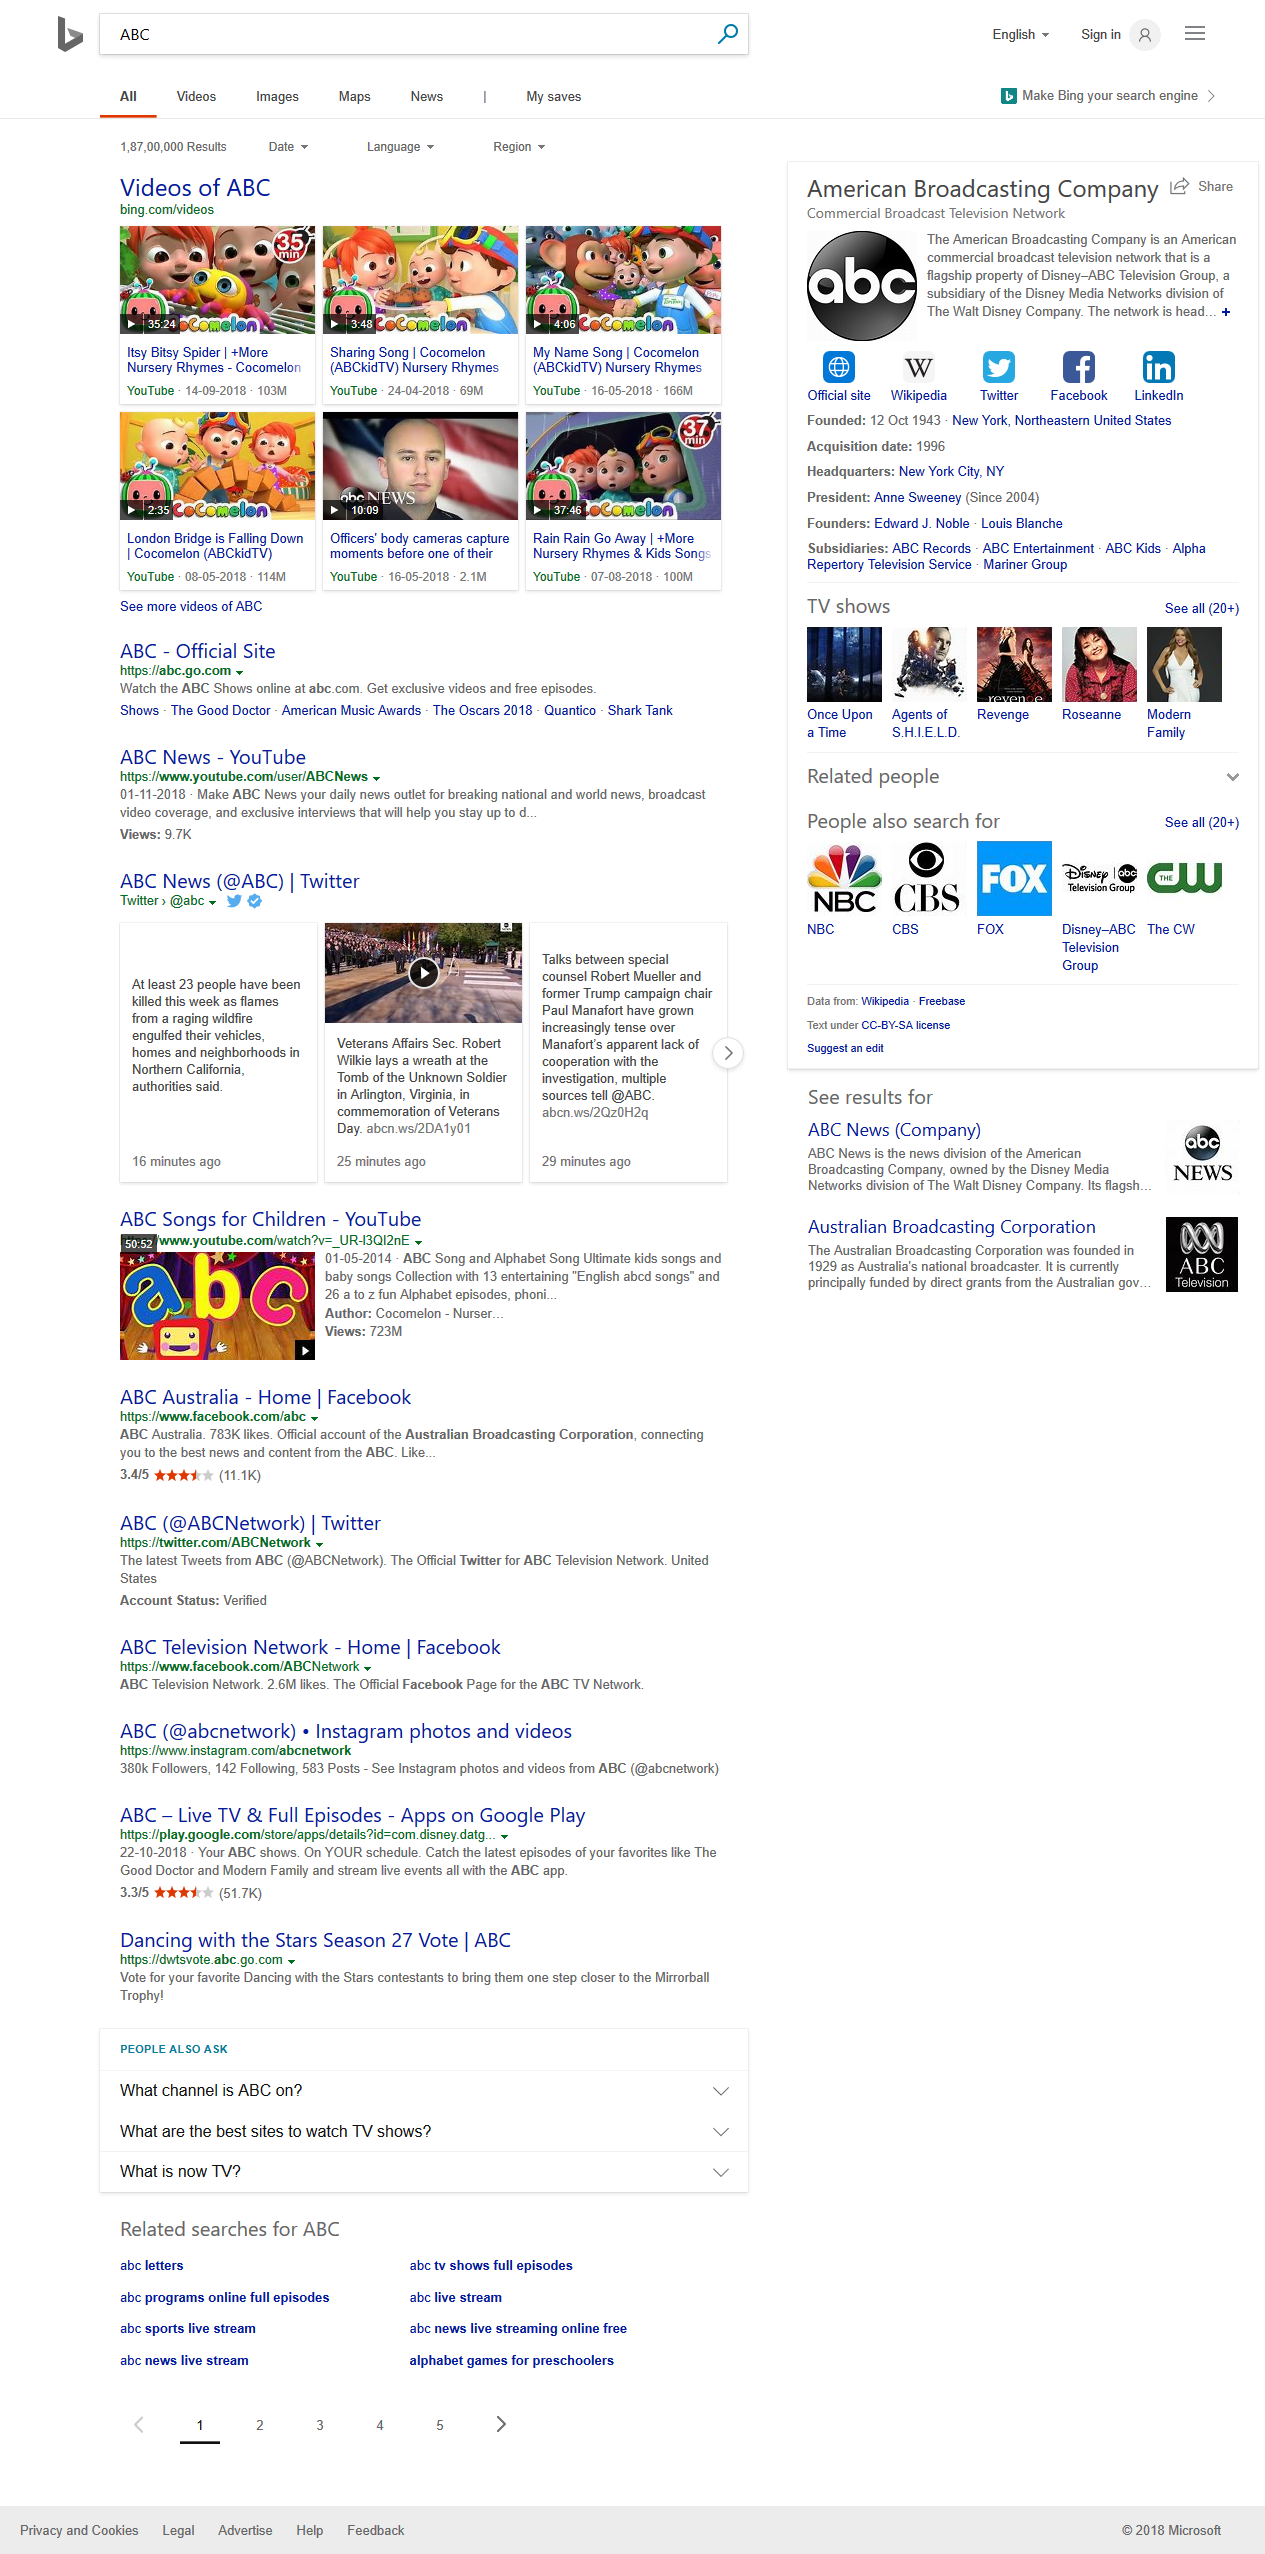 ABC
English
Sign in
All
Videos
Images
Maps
News
|
My saves
Make Bing your search engine
1,87,00,000 Results
Date
Language
Region
Videos of ABC
bing.com/videos
35 min
35:24
CoComelon
3:48
CoComelon
4:06
CoComelon
Itsy Bitsy Spider | +More
Nursery Rhymes - Cocomelon
YouTube · 14-09-2018 · 103M
Sharing Song | Cocomelon
(ABCkidTV) Nursery Rhymes
YouTube · 24-04-2018 · 69M
My Name Song | Cocomelon
(ABCkidTV) Nursery Rhymes
YouTube · 16-05-2018 · 166M
2:35
CoComelon
abc NEWS
10:09
37 min
37:46
CoComelon
London Bridge is Falling Down
| Cocomelon (ABCkidTV)
YouTube · 08-05-2018 · 114M
Officers' body cameras capture
moments before one of their
YouTube · 16-05-2018 · 2.1M
Rain Rain Go Away | +More
Nursery Rhymes & Kids Songs
YouTube · 07-08-2018 · 100M
See more videos of ABC
ABC - Official Site
https://abc.go.com
Watch the ABC Shows online at abc.com. Get exclusive videos and free episodes.
Shows · The Good Doctor · American Music Awards · The Oscars 2018 · Quantico · Shark Tank
ABC News - YouTube
https://www.youtube.com/user/ABCNews
01-11-2018 · Make ABC News your daily news outlet for breaking national and world news, broadcast
video coverage, and exclusive interviews that will help you stay up to d...
Views: 9.7K
ABC News (@ABC) | Twitter
Twitter › @abc
At least 23 people have been
killed this week as flames
from a raging wildfire
engulfed their vehicles,
homes and neighborhoods in
Northern California,
authorities said.
16 minutes ago
Veterans Affairs Sec. Robert
Wilkie lays a wreath at the
Tomb of the Unknown Soldier
in Arlington, Virginia, in
commemoration of Veterans
Day. abcn.ws/2DA1y01
25 minutes ago
Talks between special
counsel Robert Mueller and
former Trump campaign chair
Paul Manafort have grown
increasingly tense over
Manafort's apparent lack of
cooperation with the
investigation, multiple
sources tell @ABC.
abcn.ws/2Qz0H2q
29 minutes ago
ABC Songs for Children - YouTube
50:52
/www.youtube.com/watch?v=_UR-l3QI2nE
abc
01-05-2014 · ABC Song and Alphabet Song Ultimate kids songs and
baby songs Collection with 13 entertaining "English abcd songs" and
26 a to z fun Alphabet episodes, phoni...
Author: Cocomelon - Nurser...
Views: 723M
ABC Australia - Home | Facebook
https://www.facebook.com/abc
ABC Australia. 783K likes. Official account of the Australian Broadcasting Corporation, connecting
you to the best news and content from the ABC. Like...
3.4/5 (11.1K)
ABC (@ABCNetwork) | Twitter
https://twitter.com/ABCNetwork
The latest Tweets from ABC (@ABCNetwork). The Official Twitter for ABC Television Network. United
States
Account Status: Verified
ABC Television Network - Home | Facebook
https://www.facebook.com/ABCNetwork
ABC Television Network. 2.6M likes. The Official Facebook Page for the ABC TV Network.
ABC (@abcnetwork) • Instagram photos and videos
https://www.instagram.com/abcnetwork
380k Followers, 142 Following, 583 Posts - See Instagram photos and videos from ABC (@abcnetwork)
ABC – Live TV & Full Episodes - Apps on Google Play
https://play.google.com/store/apps/details?id=com.disney.datg...
22-10-2018 · Your ABC shows. On YOUR schedule. Catch the latest episodes of your favorites like The
Good Doctor and Modern Family and stream live events all with the ABC app.
3.3/5 (51.7K)
Dancing with the Stars Season 27 Vote | ABC
https://dwtsvote.abc.go.com
Vote for your favorite Dancing with the Stars contestants to bring them one step closer to the Mirrorball
Trophy!
PEOPLE ALSO ASK
What channel is ABC on?
What are the best sites to watch TV shows?
What is now TV?
Related searches for ABC
abc letters
abc programs online full episodes
abc sports live stream
abc news live stream
abc tv shows full episodes
abc live stream
abc news live streaming online free
alphabet games for preschoolers
1 2 3 4 5
American Broadcasting Company
Share
Commercial Broadcast Television Network
abc
The American Broadcasting Company is an American
commercial broadcast television network that is a
flagship property of Disney–ABC Television Group, a
subsidiary of the Disney Media Networks division of
The Walt Disney Company. The network is head... +
W
in
Official site
Wikipedia
Twitter
Facebook
LinkedIn
Founded: 12 Oct 1943 · New York, Northeastern United States
Acquisition date: 1996
Headquarters: New York City, NY
President: Anne Sweeney (Since 2004)
Founders: Edward J. Noble · Louis Blanche
Subsidiaries: ABC Records · ABC Entertainment · ABC Kids · Alpha
Repertory Television Service · Mariner Group
TV shows
See all (20+)
revenge
Once Upon
a Time
Agents of
S.H.I.E.L.D.
Revenge
Roseanne
Modern
Family
Related people
People also search for
See all (20+)
NBC
CBS
FOX
Disney abc
Television Group
THE CW
NBC
CBS
FOX
Disney–ABC
Television
Group
The CW
Data from: Wikipedia · Freebase
Text under CC-BY-SA license
Suggest an edit
See results for
ABC News (Company)
ABC News is the news division of the American
Broadcasting Company, owned by the Disney Media
Networks division of The Walt Disney Company. Its flagsh...
abc
NEWS
Australian Broadcasting Corporation
The Australian Broadcasting Corporation was founded in
1929 as Australia's national broadcaster. It is currently
principally funded by direct grants from the Australian gov...
ABC
Television
Privacy and Cookies
Legal
Advertise
Help
Feedback
© 2018 Microsoft